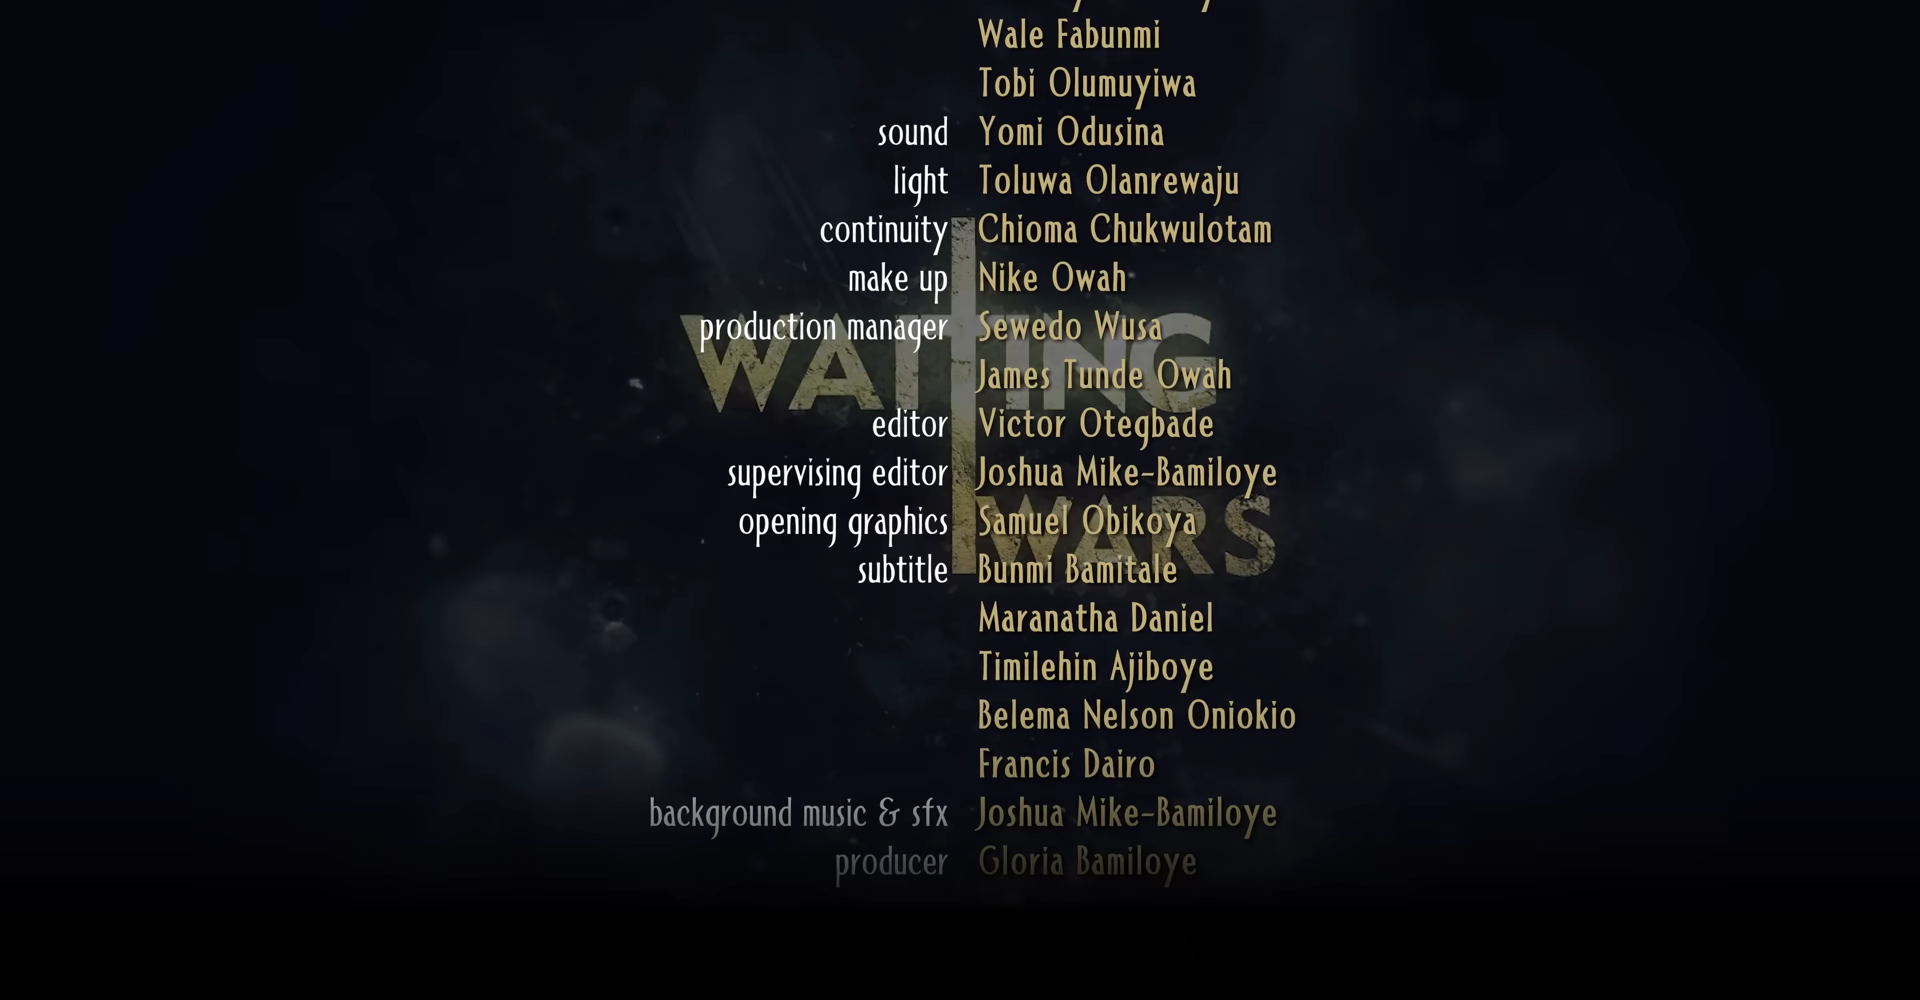 Wale Fabunmi
Tobi Olumuyiwa
sound Yomi Odusina
light Toluwa Olanrewaju
continuity Chioma Chukwulotam
make up Nike Owah
production manager Sewedo Wusa
James Tunde Owah
editor Victor Otegbade
supervising editor Joshua Mike-Bamiloye
opening graphics Samuel Obikoya
subtitle Bunmi Bamitale
Maranatha Daniel
Timilehin Ajiboye
Belema Nelson Oniokio
Francis Dairo
background music & sfx Joshua Mike-Bamiloye
producer Gloria Bamiloye
WAITING
WARS